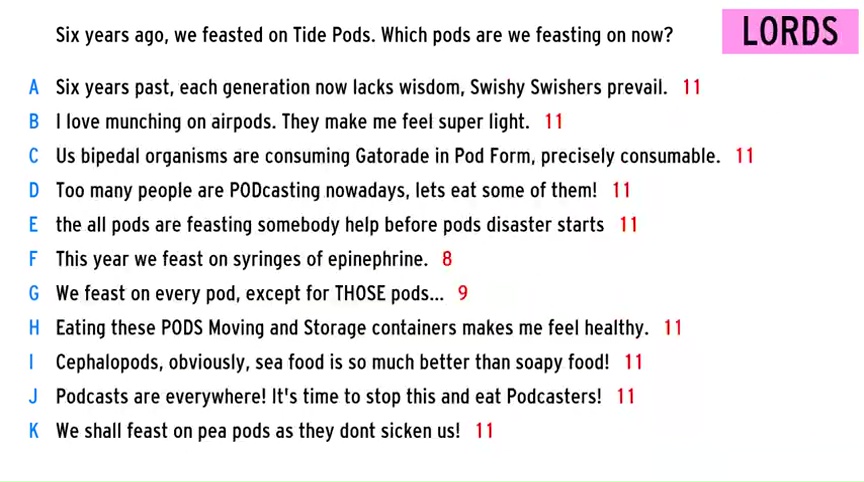 Six years ago, we feasted on Tide Pods. Which pods are we feasting on now?
LORDS
A Six years past, each generation now lacks wisdom, Swishy Swishers prevail. 11
B I love munching on airpods. They make me feel super light. 11
C Us bipedal organisms are consuming Gatorade in Pod Form, precisely consumable. 11
D Too many people are PODcasting nowadays, lets eat some of them! 11
E the all pods are feasting somebody help before pods disaster starts 11
F This year we feast on syringes of epinephrine. 8
G We feast on every pod, except for THOSE pods... 9
H Eating these PODS Moving and Storage containers makes me feel healthy. 11
I Cephalopods, obviously, sea food is so much better than soapy food! 11
J Podcasts are everywhere! It's time to stop this and eat Podcasters! 11
K We shall feast on pea pods as they dont sicken us! 11